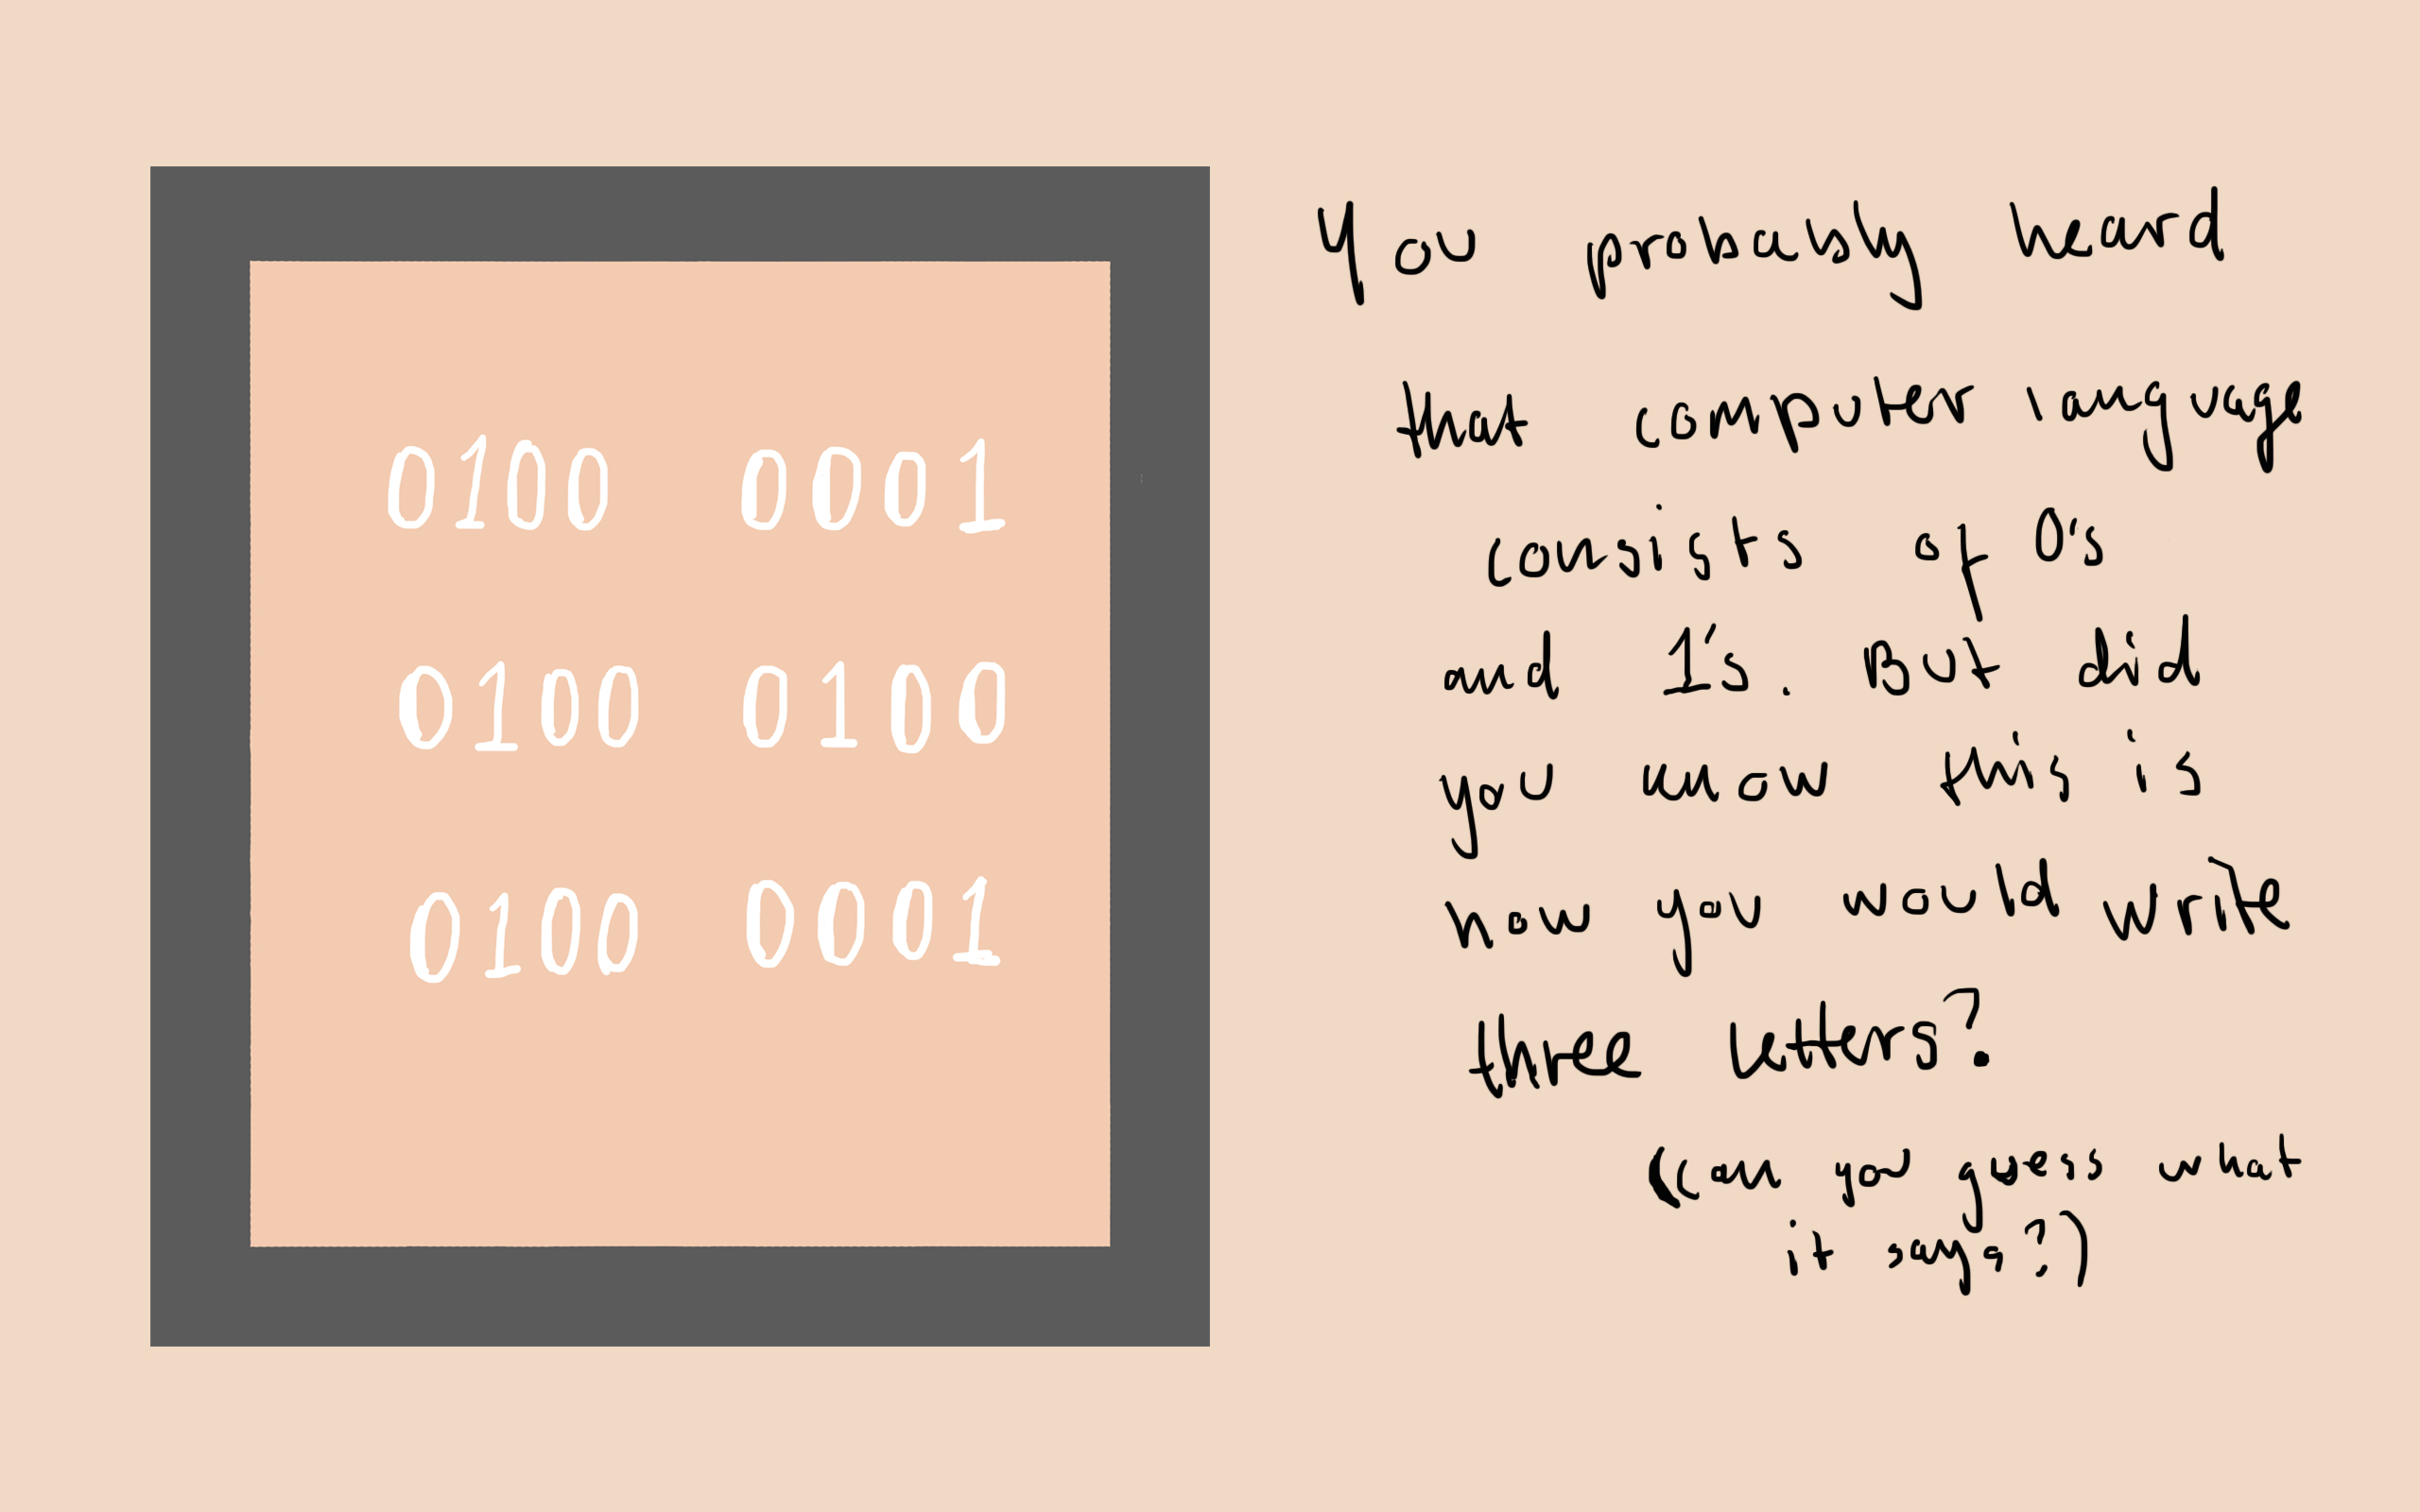 0100 0001
0100 0100
0100 0001
You probably heard
that computer language
consists of 0's
and 1's. But did
you know this is
how you would write
three letters?
(can you guess what
it says?)